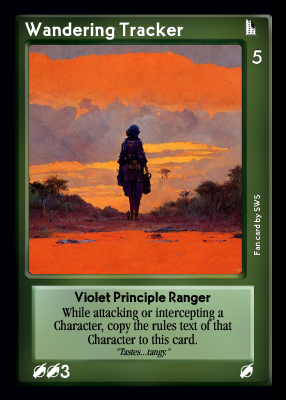 Wandering Tracker
5
Fan card by SWS
Violet Principle Ranger
While attacking or intercepting a
Character, copy the rules text of that
Character to this card.
"Tastes...tangy."
3